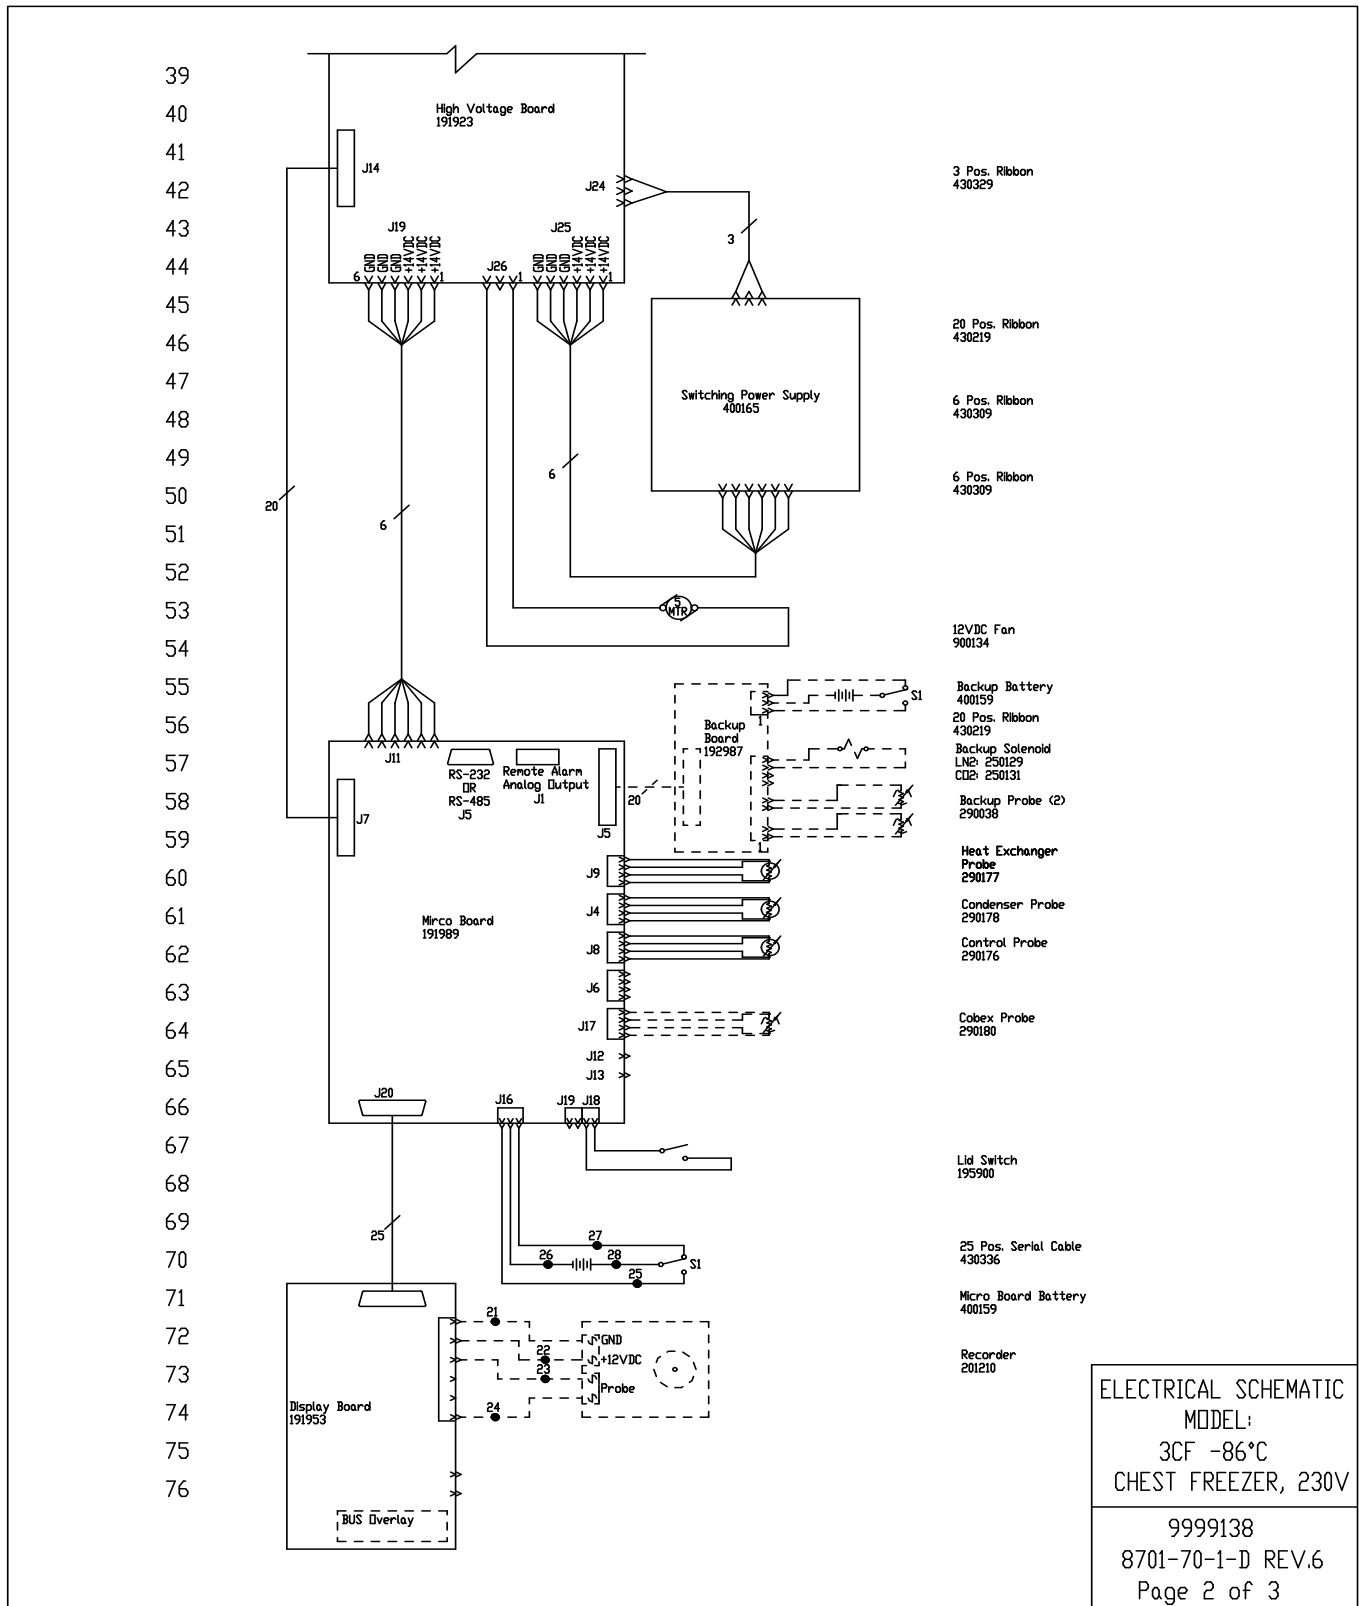 39
40
41
42
43
44
45
46
47
48
49
50
51
52
53
54
55
56
57
58
59
60
61
62
63
64
65
66
67
68
69
70
71
72
73
74
75
76
High Voltage Board
191923
J14
J24
J19
GND
GND
GND
+14VDC
+14VDC
+14VDC
6
1
J26
1
J25
GND
GND
GND
+14VDC
+14VDC
+14VDC
1
3
Switching Power Supply
400165
20
6
6
5
MTR
3 Pos. Ribbon
430329
20 Pos. Ribbon
430219
6 Pos. Ribbon
430309
6 Pos. Ribbon
430309
12VDC Fan
900134
Backup Battery
400159
20 Pos. Ribbon
430219
Backup Solenoid
LN2: 250129
CO2: 250131
Backup Probe (2)
290038
Heat Exchanger
Probe
290177
Condenser Probe
290178
Control Probe
290176
Cobex Probe
290180
Lid Switch
195900
25 Pos. Serial Cable
430336
Micro Board Battery
400159
Recorder
201210
S1
1
Backup
Board
192987
1
20
J11
RS-232
OR
RS-485
J5
Remote Alarm
Analog Output
J1
J5
J7
J9
J4
J8
J6
J17
J12
J13
Mirco Board
191989
J20
J16
J19
J18
25
27
26
28
S1
25
21
22
23
24
GND
+12VDC
Probe
Display Board
191953
BUS Overlay
ELECTRICAL SCHEMATIC
MODEL:
3CF -86°C
CHEST FREEZER, 230V
9999138
8701-70-1-D REV.6
Page 2 of 3